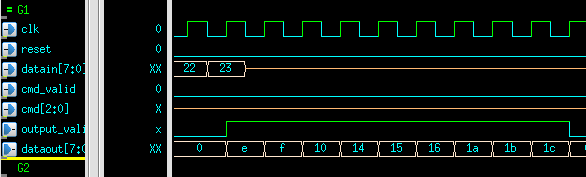 = G1
clk 0
reset 0
datain[7:0] XX 22 23
cmd_valid 0
cmd[2:0] X
output_vali x
dataout[7:0 XX 0 e f 10 14 15 16 1a 1b 1c
G2